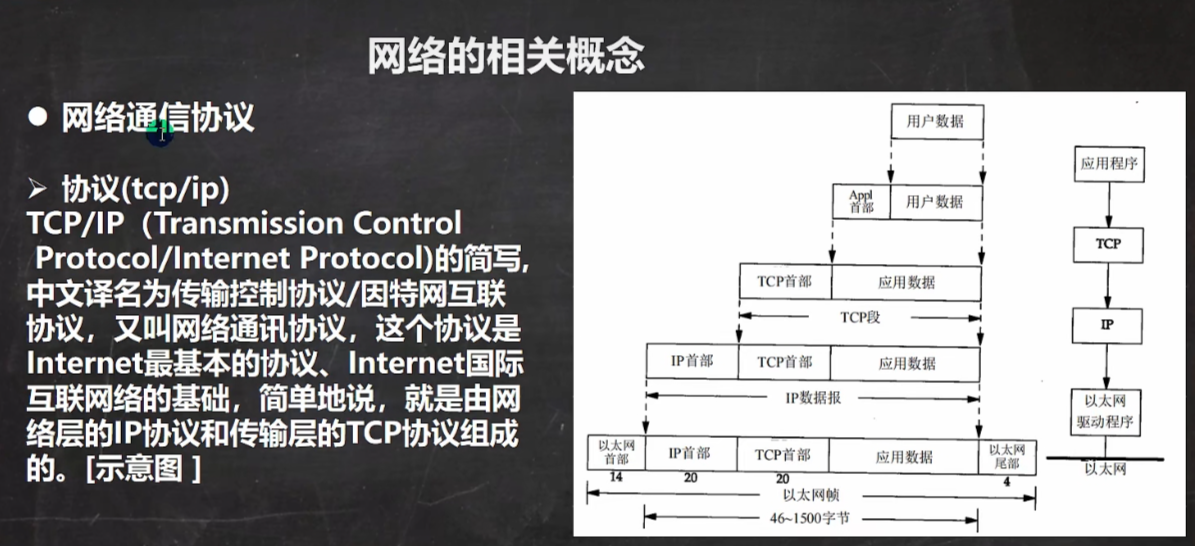 网络的相关概念
● 网络通信协议
➢ 协议(tcp/ip)
TCP/IP（Transmission Control
Protocol/Internet Protocol)的简写,
中文译名为传输控制协议/因特网互联
协议，又叫网络通讯协议，这个协议是
Internet最基本的协议、Internet国际
互联网络的基础，简单地说，就是由网
络层的IP协议和传输层的TCP协议组成
的。[示意图 ]
用户数据
Appl
首部
用户数据
TCP首部
应用数据
TCP段
IP首部
TCP首部
应用数据
IP数据报
以太网
首部
IP首部
TCP首部
应用数据
以太网
尾部
14
20
20
4
以太网帧
46~1500字节
应用程序
TCP
IP
以太网
驱动程序
以太网